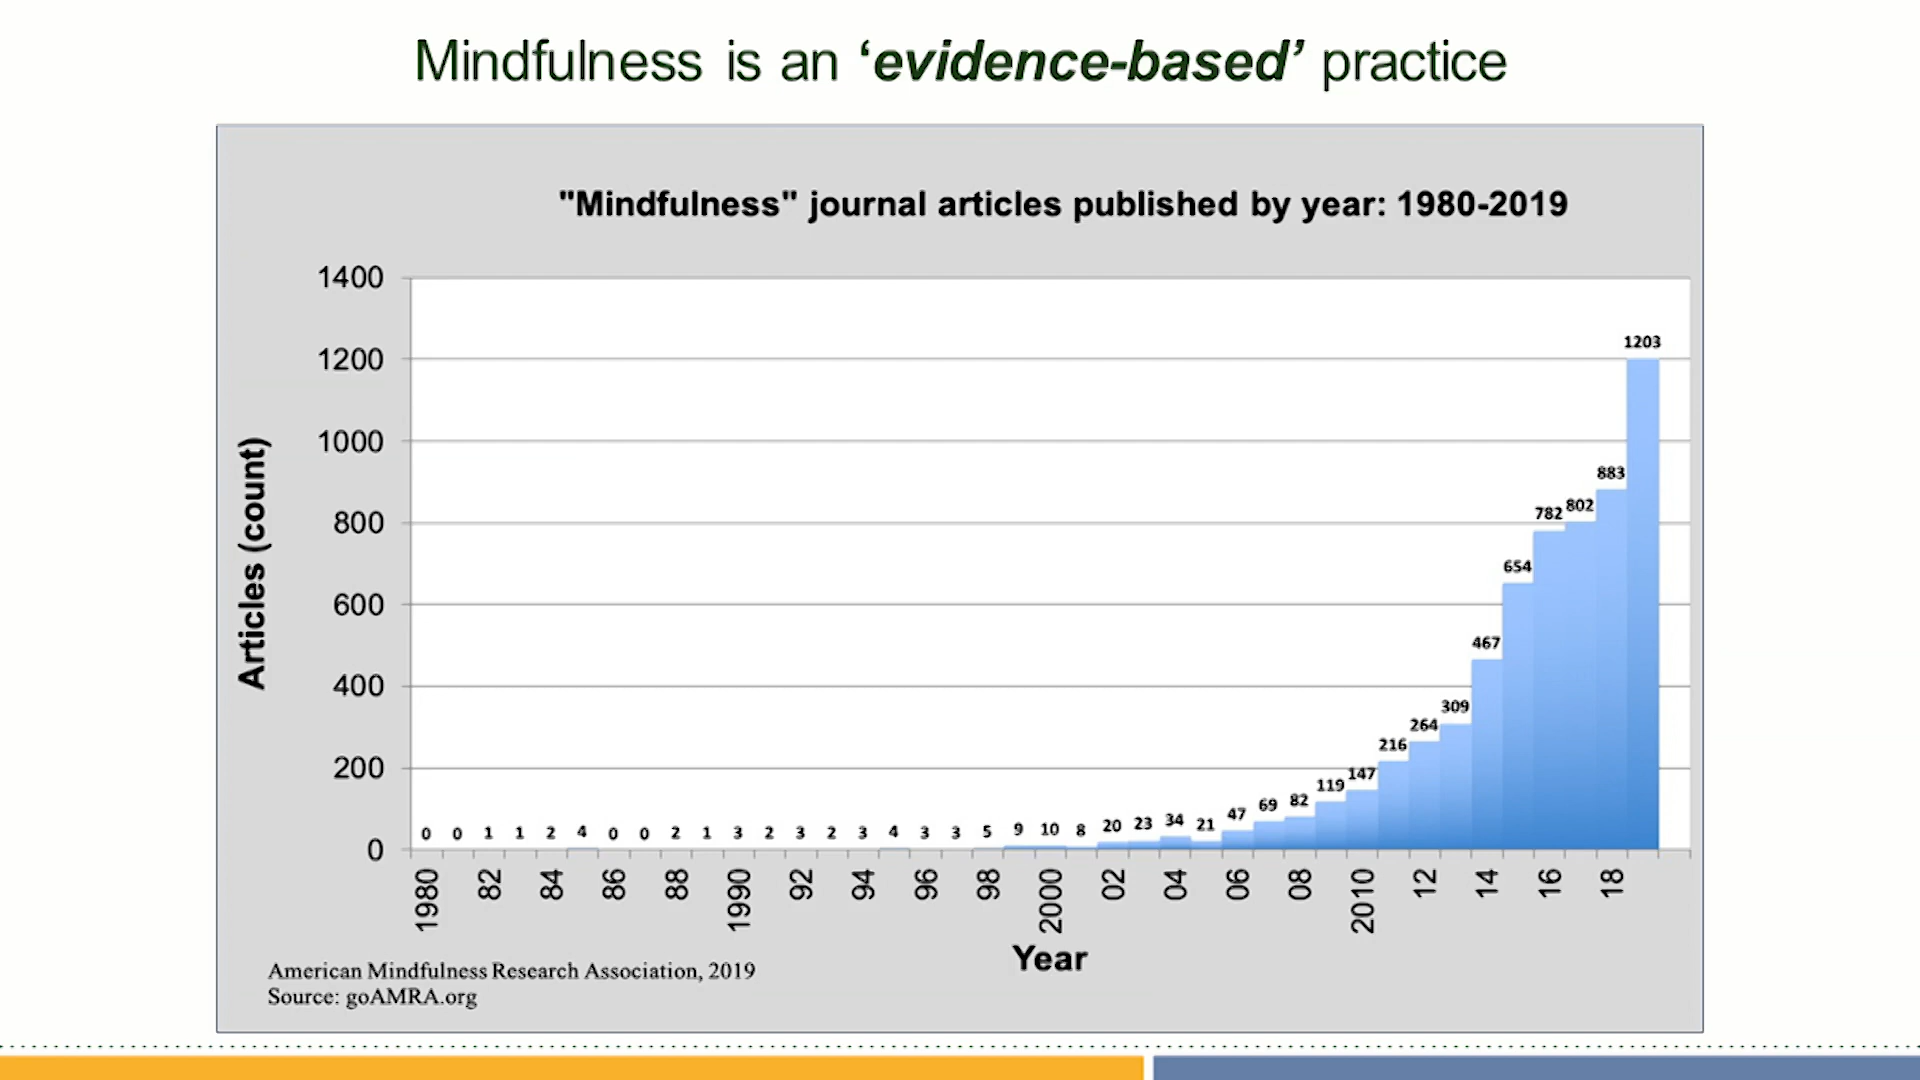 Mindfulness is an ‘evidence-based’ practice
"Mindfulness" journal articles published by year: 1980-2019
1400
1200
1000
800
600
400
200
0
Articles (count)
0 0 1 1 2 4 0 0 2 1 3 2 3 2 3 4 3 3 5 9 10 8 20 23 34 21 47 69 82 119 147 216 264 309 467 654 782 802 883 1203
1980 82 84 86 88 1990 92 94 96 98 2000 02 04 06 08 2010 12 14 16 18
Year
American Mindfulness Research Association, 2019
Source: goAMRA.org